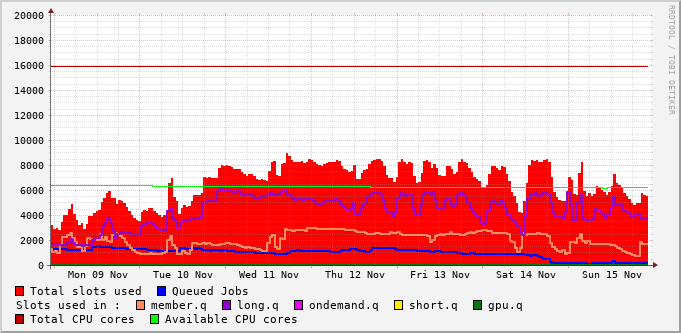 20000
18000
16000
14000
12000
10000
8000
6000
4000
2000
0
Mon 09 Nov Tue 10 Nov Wed 11 Nov Thu 12 Nov Fri 13 Nov Sat 14 Nov Sun 15 Nov
Total slots used Queued Jobs
Slots used in : member.q long.q ondemand.q short.q gpu.q
Total CPU cores Available CPU cores
RRDTOOL / TOBI OETIKER